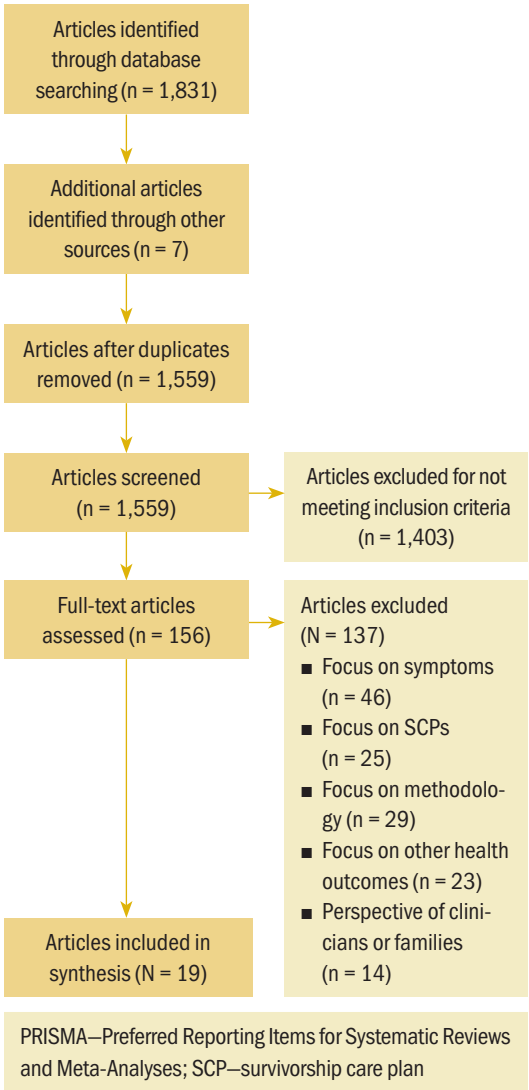 Articles identified
through database
searching (n = 1,831)
Additional articles
identified through other
sources (n = 7)
Articles after duplicates
removed (n = 1,559)
Articles screened
(n = 1,559)
Articles excluded for not
meeting inclusion criteria
(n = 1,403)
Full-text articles
assessed (n = 156)
Articles excluded
(N = 137)
■ Focus on symptoms
(n = 46)
■ Focus on SCPs
(n = 25)
■ Focus on methodolo-
gy (n = 29)
■ Focus on other health
outcomes (n = 23)
■ Perspective of clini-
cians or families
(n = 14)
Articles included in
synthesis (N = 19)
PRISMA—Preferred Reporting Items for Systematic Reviews
and Meta-Analyses; SCP—survivorship care plan